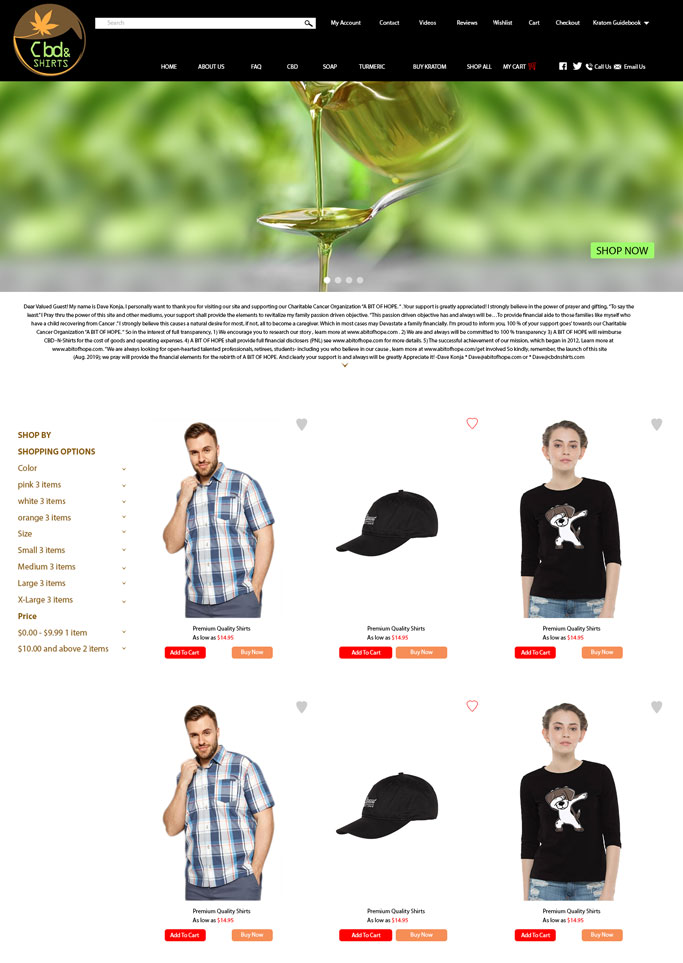 Cbd&
SHIRTS
Search
My Account Contact Videos Reviews Wishlist Cart Checkout Kratom Guidebook
HOME ABOUT US FAQ CBD SOAP TURMERIC BUY KRATOM SHOP ALL MY CART Call Us Email Us
SHOP NOW
Dear Valued Guest! My name is Dave Konja, I personally want to thank you for visiting our site and supporting our Charitable Cancer Organization "A BIT OF HOPE. " .Your support is greatly appreciated! I strongly believe in the power of prayer and gifting, "To say the
least." I Pray thru the power of this site and other mediums, your support shall provide the elements to revitalize my family passion driven objective. "This passion driven objective has and always will be…To provide financial aide to those families like myself who
have a child recovering from Cancer ." I strongly believe this causes a natural desire for most, if not, all to become a caregiver. Which in most cases may Devastate a family financially. I'm proud to inform you, 100 % of your support goes' towards our Charitable
Cancer Organization "A BIT OF HOPE." So in the interest of full transparency, 1) We encourage you to research our story , learn more at www.abitofhope.com . 2) We are and always will be committed to 100 % transparency 3) A BIT OF HOPE will reimburse
CBD~N~Shirts for the cost of goods and operating expenses. 4) A BIT OF HOPE shall provide full financial disclosers (PNL) see www.abitofhope.com for more details. 5) The successful achievement of our mission, which began in 2012, Learn more at
www.abitofhope.com. "We are always looking for open-hearted talented professionals, retirees, students- including you who believe in our cause , learn more at www.abitofhope.com/get involved So kindly, remember, the launch of this site
(Aug. 2019); we pray will provide the financial elements for the rebirth of A BIT OF HOPE. And clearly your support is and always will be greatly Appreciate it! -Dave Konja * Dave@abitofhope.com or * Dave@cbdnshirts.com
SHOP BY
SHOPPING OPTIONS
Color
pink 3 items
white 3 items
orange 3 items
Size
Small 3 items
Medium 3 items
Large 3 items
X-Large 3 items
Price
$0.00 - $9.99 1 item
$10.00 and above 2 items
Premium Quality Shirts Premium Quality Shirts Premium Quality Shirts
As low as $14.95 As low as $14.95 As low as $14.95
Add To Cart Buy Now Add To Cart Buy Now Add To Cart Buy Now
Premium Quality Shirts Premium Quality Shirts Premium Quality Shirts
As low as $14.95 As low as $14.95 As low as $14.95
Add To Cart Buy Now Add To Cart Buy Now Add To Cart Buy Now